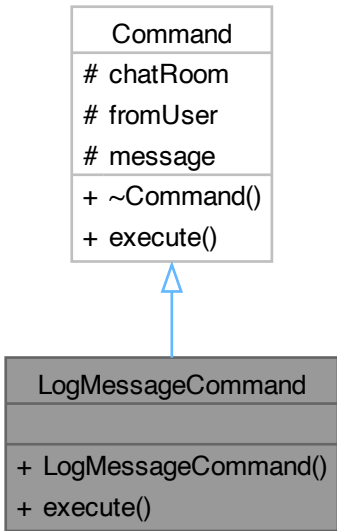 Command
# chatRoom
# fromUser
# message
+ ~Command()
+ execute()
LogMessageCommand
+ LogMessageCommand()
+ execute()